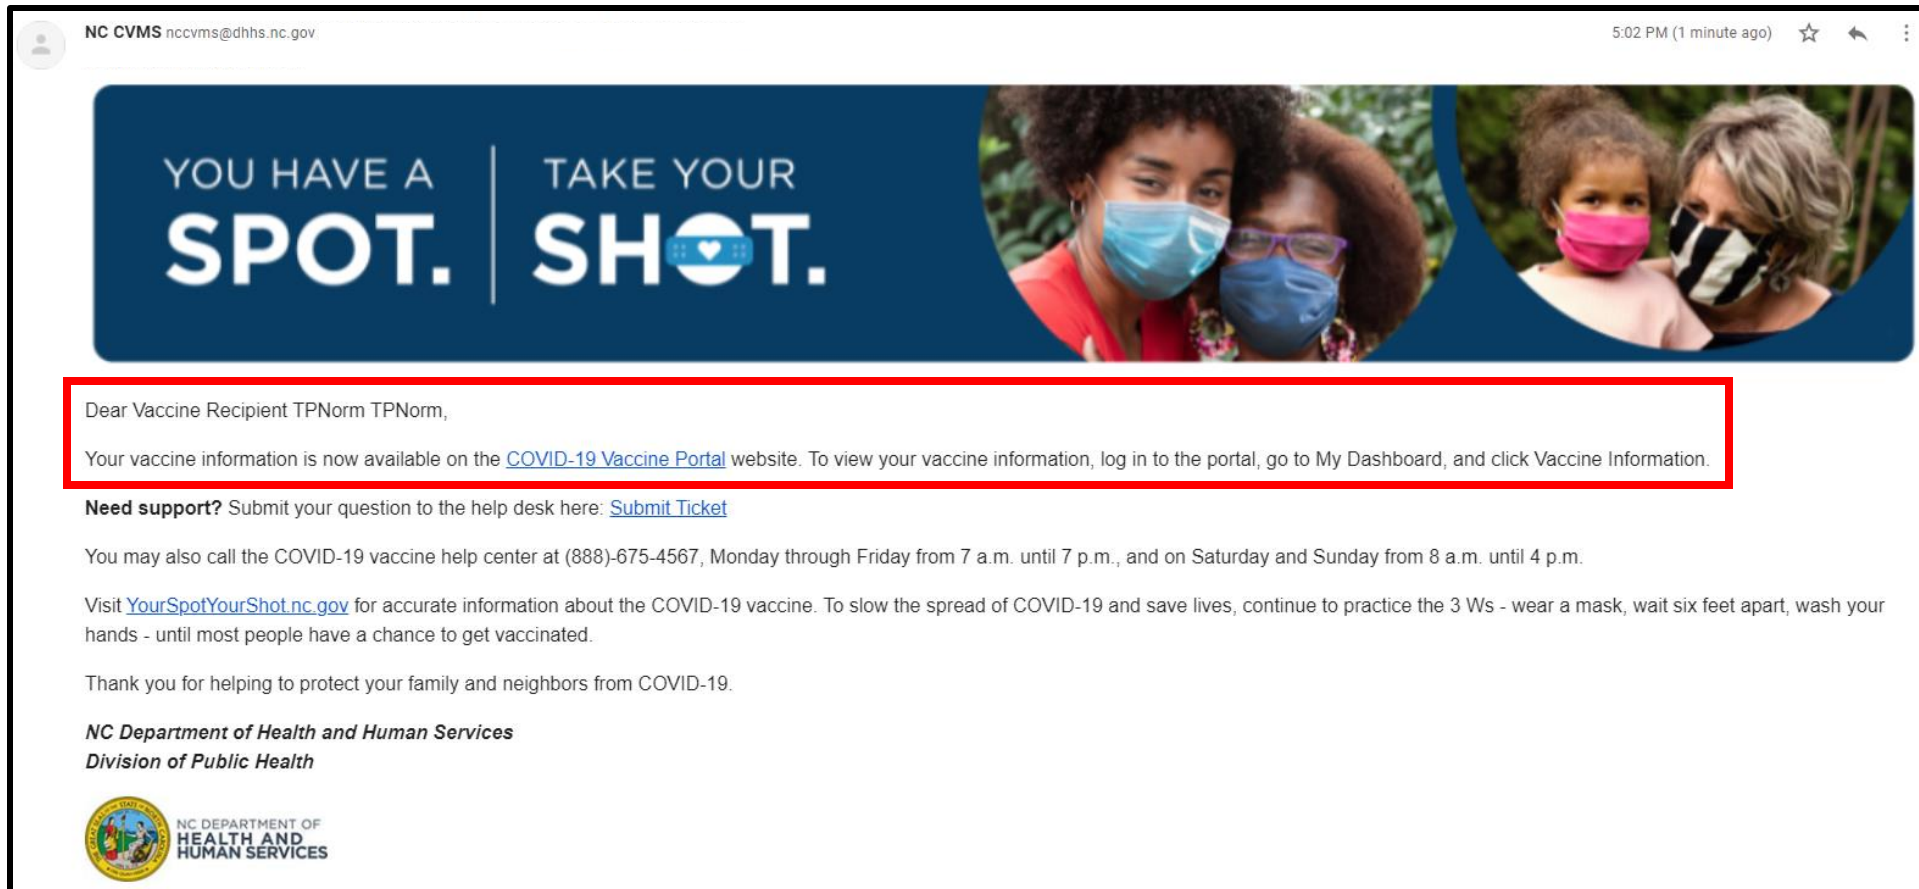 NC CVMS nccvms@dhhs.nc.gov
5:02 PM (1 minute ago)
YOU HAVE A
SPOT.
TAKE YOUR
SHOT.
Dear Vaccine Recipient TPNorm TPNorm,
Your vaccine information is now available on the COVID-19 Vaccine Portal website. To view your vaccine information, log in to the portal, go to My Dashboard, and click Vaccine Information.
Need support? Submit your question to the help desk here: Submit Ticket
You may also call the COVID-19 vaccine help center at (888)-675-4567, Monday through Friday from 7 a.m. until 7 p.m., and on Saturday and Sunday from 8 a.m. until 4 p.m.
Visit YourSpotYourShot.nc.gov for accurate information about the COVID-19 vaccine. To slow the spread of COVID-19 and save lives, continue to practice the 3 Ws - wear a mask, wait six feet apart, wash your
hands - until most people have a chance to get vaccinated.
Thank you for helping to protect your family and neighbors from COVID-19.
NC Department of Health and Human Services
Division of Public Health
NC DEPARTMENT OF
HEALTH AND
HUMAN SERVICES